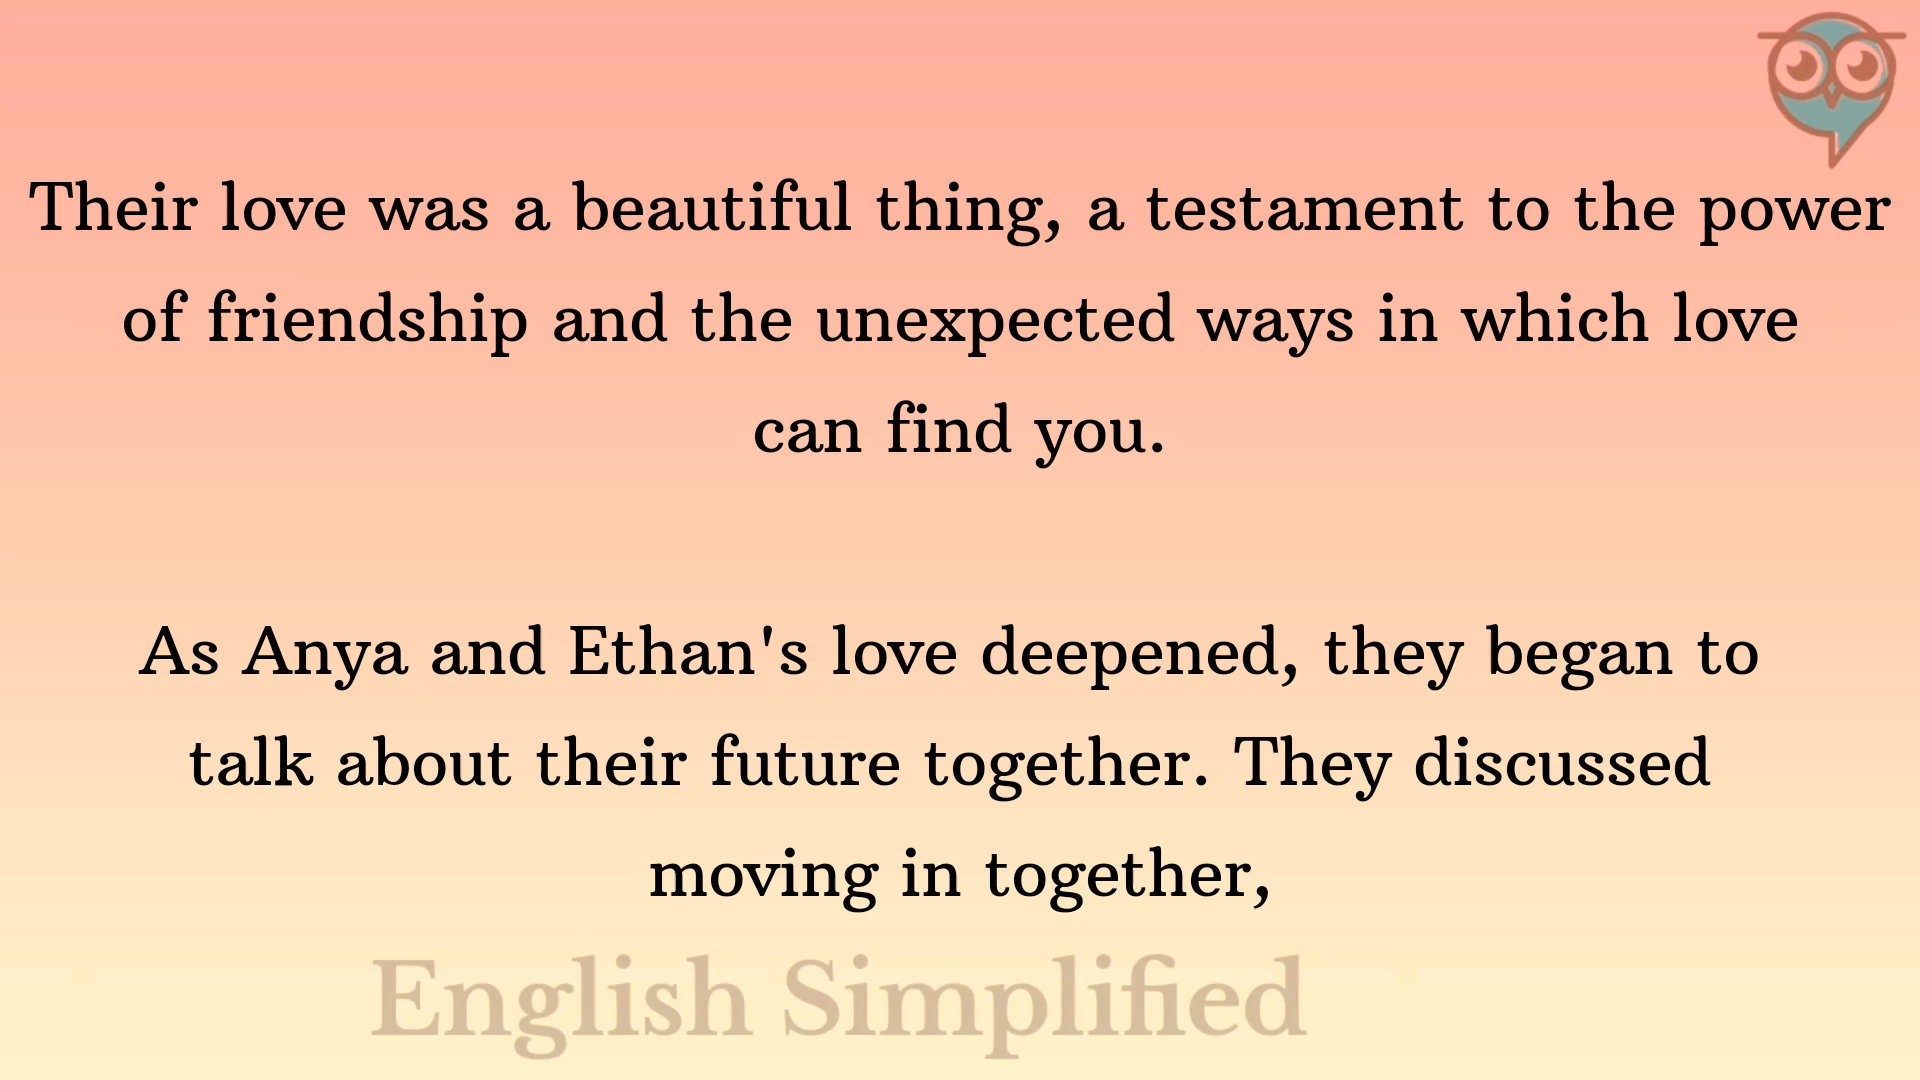 Their love was a beautiful thing, a testament to the power
of friendship and the unexpected ways in which love
can find you.
As Anya and Ethan's love deepened, they began to
talk about their future together. They discussed
moving in together,
English Simplified